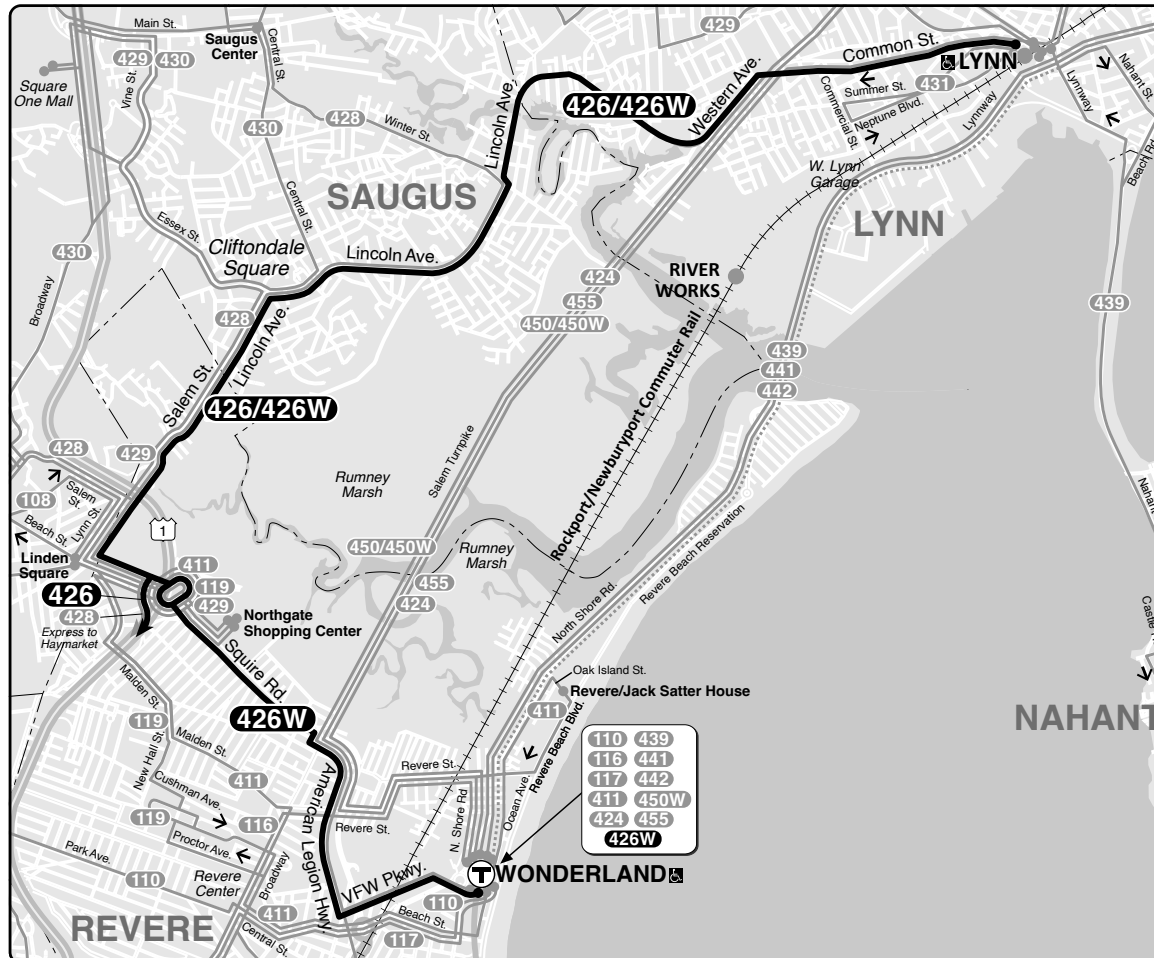 Main St.
429
430
Saugus
Center
Square
One Mall
Vine St.
Central St.
430
428
Winter St.
Lincoln Ave.
426/426W
Western Ave.
429
Common St.
LYNN
Summer St.
431
Neptune Blvd.
Commercial St.
Lynnway
Lynnway
Nahant St.
Beach Rd.
W. Lynn
Garage
SAUGUS
LYNN
Central St.
Essex St.
Cliftondale
Square
Lincoln Ave.
430
Broadway
428
Lincoln Ave.
Salem St.
426/426W
424
455
450/450W
RIVER
WORKS
Rockport/Newburyport Commuter Rail
439
441
442
439
428
429
108
Salem
St.
Lynn St.
Beach St.
Linden
Square
1
Rumney
Marsh
Salem Turnpike
450/450W
Rumney
Marsh
455
424
Revere Beach Reservation
North Shore Rd.
411
119
429
426
428
Express to
Haymarket
Northgate
Shopping Center
Squire Rd.
426W
Oak Island St.
Revere/Jack Satter House
411
Revere Beach Blvd.
Ocean Ave.
Nahant
Castle
NAHANT
Malden St.
119
New Hall St.
Malden St.
411
Cushman Ave.
119
116
Proctor Ave.
Park Ave.
110
Revere
Center
Broadway
American Legion Hwy.
Revere St.
Revere St.
N. Shore Rd
110 439
116 441
117 442
411 450W
424 455
426W
T
WONDERLAND
VFW Pkwy.
110
Beach St.
411
117
Central St.
REVERE